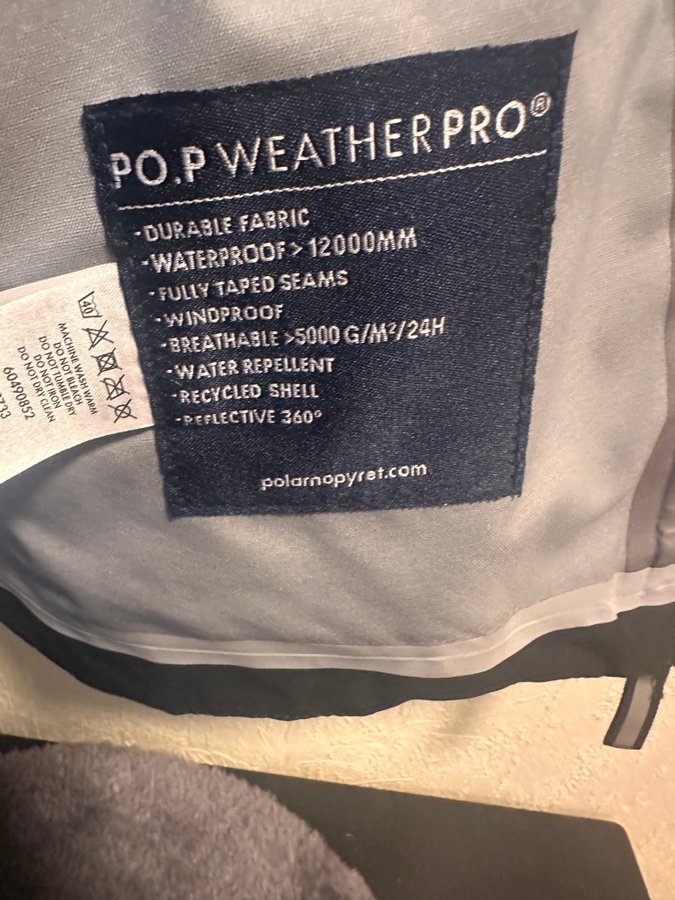 PO.P WEATHERPRO®
-DURABLE FABRIC
-WATERPROOF > 12000MM
-FULLY TAPED SEAMS
-WINDPROOF
-BREATHABLE >5000 G/M²/24H
-WATER REPELLENT
-RECYCLED SHELL
-REFLECTIVE 360°
polarnopyret.com
40
MACHINE WASH WARM
DO NOT BLEACH
DO NOT TUMBLE DRY
DO NOT IRON
DO NOT DRY CLEAN
60490852